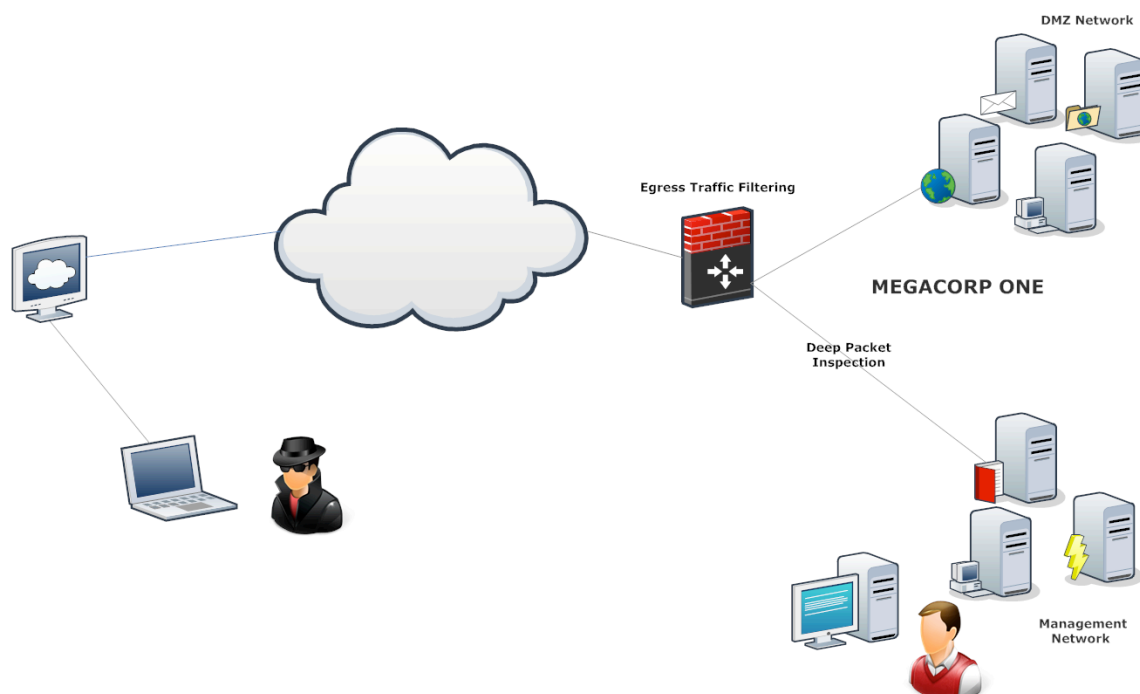 DMZ Network
Egress Traffic Filtering
MEGACORP ONE
Deep Packet
Inspection
Management
Network